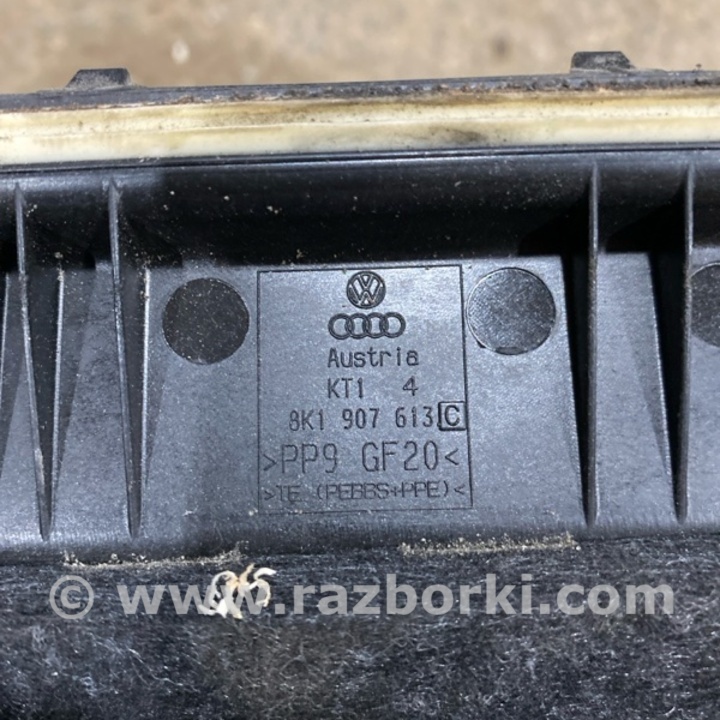 Austria
KT1 4
8K1 907 613 C
>PP9 GF20<
>TE (PEBBS+PPE)<
© www.razborki.com